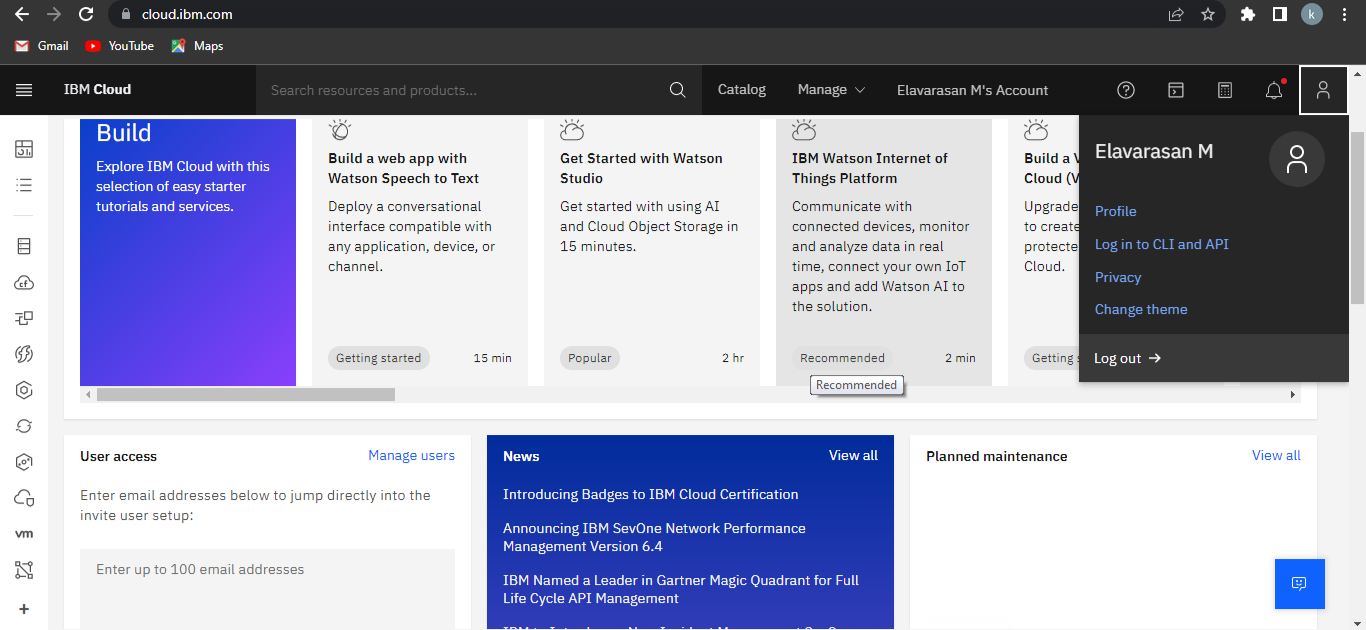 cloud.ibm.com
k
Gmail
YouTube
Maps
IBM Cloud
Search resources and products...
Catalog
Manage
Elavarasan M's Account
Build
Explore IBM Cloud with this
selection of easy starter
tutorials and services.
Build a web app with
Watson Speech to Text
Deploy a conversational
interface compatible with
any application, device, or
channel.
Getting started
15 min
Get Started with Watson
Studio
Get started with using AI
and Cloud Object Storage in
15 minutes.
Popular
2 hr
IBM Watson Internet of
Things Platform
Communicate with
connected devices, monitor
and analyze data in real
time, connect your own IoT
apps and add Watson AI to
the solution.
Recommended
2 min
Recommended
Build a V
Cloud (V
Upgrade
to create
protecte
Cloud.
Getting
Elavarasan M
Profile
Log in to CLI and API
Privacy
Change theme
Log out
cf
vm
User access
Manage users
Enter email addresses below to jump directly into the
invite user setup:
Enter up to 100 email addresses
News
View all
Introducing Badges to IBM Cloud Certification
Announcing IBM SevOne Network Performance
Management Version 6.4
IBM Named a Leader in Gartner Magic Quadrant for Full
Life Cycle API Management
Planned maintenance
View all